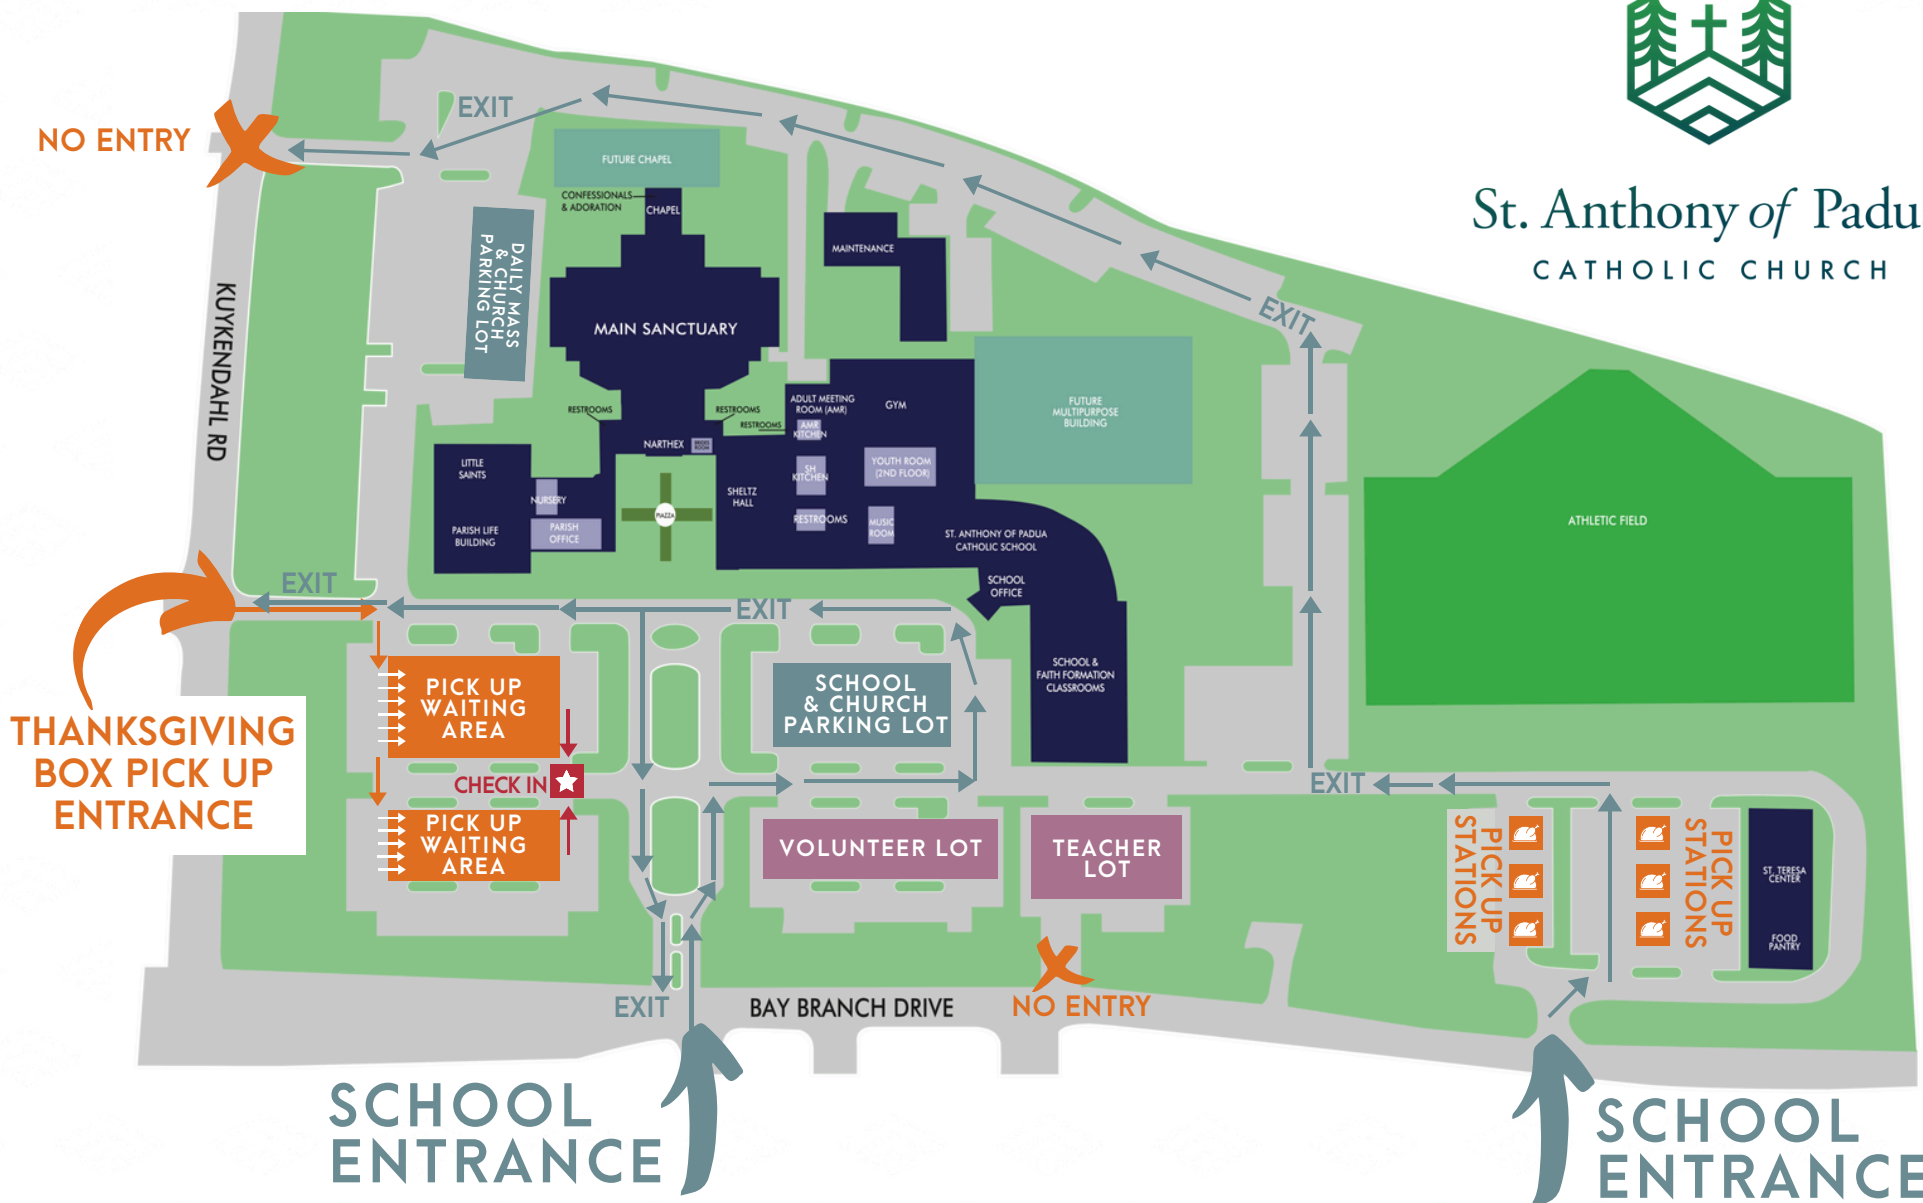 St. Anthony of Padu
CATHOLIC CHURCH
NO ENTRY
EXIT
FUTURE CHAPEL
CONFESSIONALS
& ADORATION
CHAPEL
MAINTENANCE
DAILY MASS
& CHURCH
PARKING LOT
MAIN SANCTUARY
EXIT
KUYKENDAHL RD
RESTROOMS
RESTROOMS
RESTROOMS
ADULT MEETING
ROOM (AMR)
GYM
AMR
KITCHEN
FUTURE
MULTIPURPOSE
BUILDING
NARTHEX
BRIDES
ROOM
LITTLE
SAINTS
NURSERY
SH
KITCHEN
YOUTH ROOM
(2ND FLOOR)
SHELTZ
HALL
PIAZZA
RESTROOMS
MUSIC
ROOM
PARISH LIFE
BUILDING
PARISH
OFFICE
ST. ANTHONY OF PADUA
CATHOLIC SCHOOL
ATHLETIC FIELD
SCHOOL
OFFICE
EXIT
EXIT
SCHOOL &
FAITH FORMATION
CLASSROOMS
PICK UP
WAITING
AREA
SCHOOL
& CHURCH
PARKING LOT
THANKSGIVING
BOX PICK UP
ENTRANCE
CHECK IN
EXIT
PICK UP
WAITING
AREA
VOLUNTEER LOT
TEACHER
LOT
PICK UP
STATIONS
PICK UP
STATIONS
ST. TERESA
CENTER
FOOD
PANTRY
EXIT
BAY BRANCH DRIVE
NO ENTRY
SCHOOL
ENTRANCE
SCHOOL
ENTRANCE